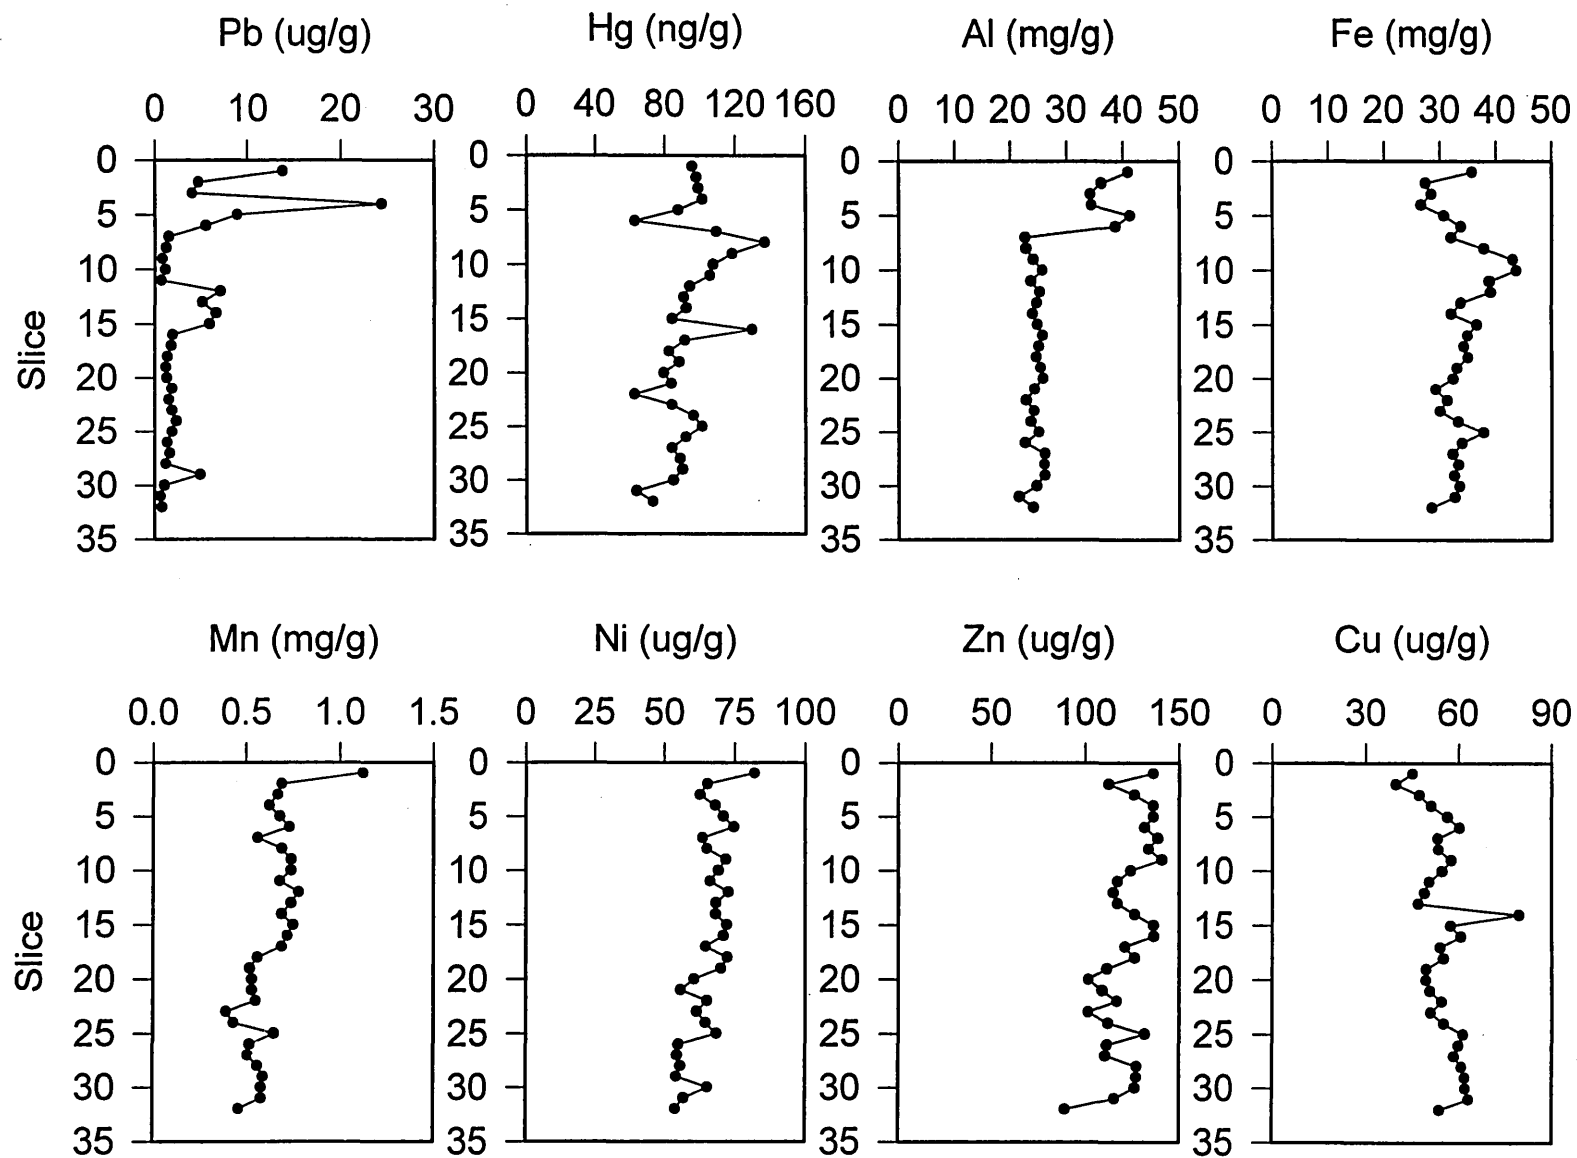 Pb (ug/g) Hg (ng/g) Al (mg/g) Fe (mg/g)
0 10 20 30 0 40 80 120 160 0 10 20 30 40 50 0 10 20 30 40 50
0 0 0 0
5 5 5 5
10 10 10 10
15 15 15 15
Slice
20 20 20 20
25 25 25 25
30 30 30 30
35 35 35 35
Mn (mg/g) Ni (ug/g) Zn (ug/g) Cu (ug/g)
0.0 0.5 1.0 1.5 0 25 50 75 100 0 50 100 150 0 30 60 90
0 0 0 0
5 5 5 5
10 10 10 10
15 15 15 15
Slice
20 20 20 20
25 25 25 25
30 30 30 30
35 35 35 35